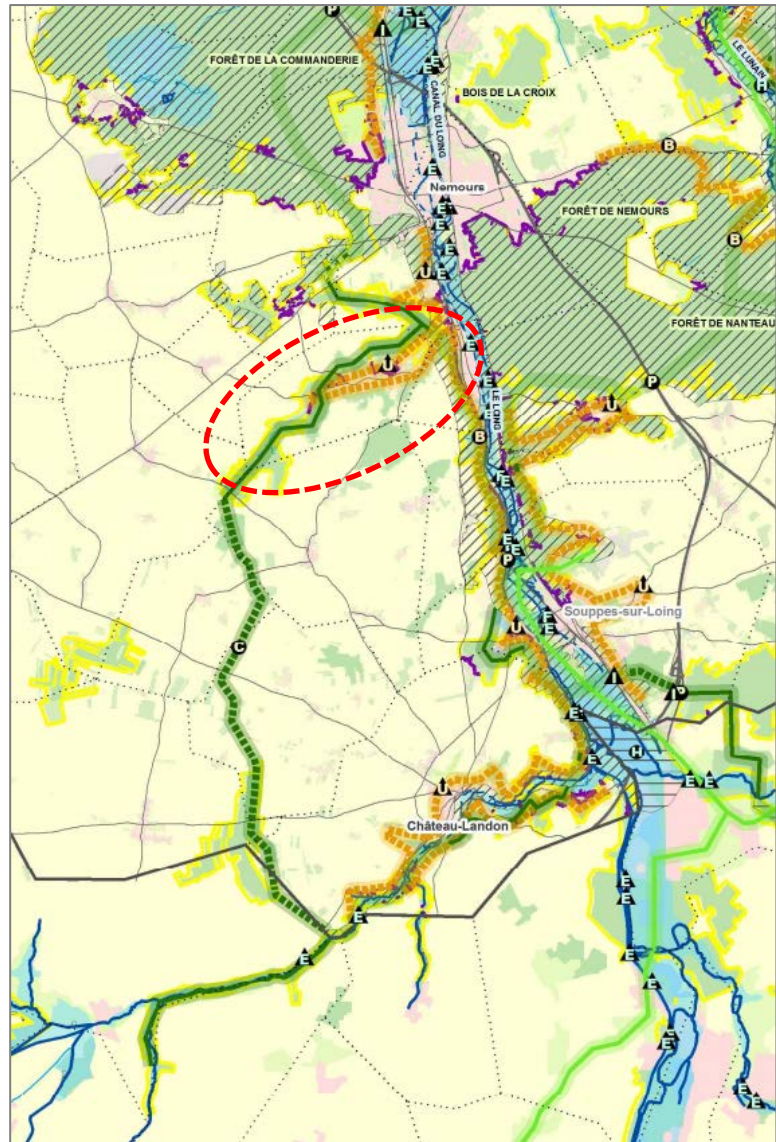 E
E
P
I
FORÊT DE LA COMMANDERIE
E
E
LE LUNAIN
H
CANAL DU LOING
BOIS DE LA CROIX
B
E
Nemours
E
E
E
FORÊT DE NEMOURS
B
U
E
FORÊT DE NANTEAU
E
U
E
P
LE LOING
E
U
B
E
E
E
P
U
Souppes-sur-Loing
E
U
I
I
P
C
E
H
E
E
E
U
Château-Landon
E
E
E
E
E
E
E
E
E
E